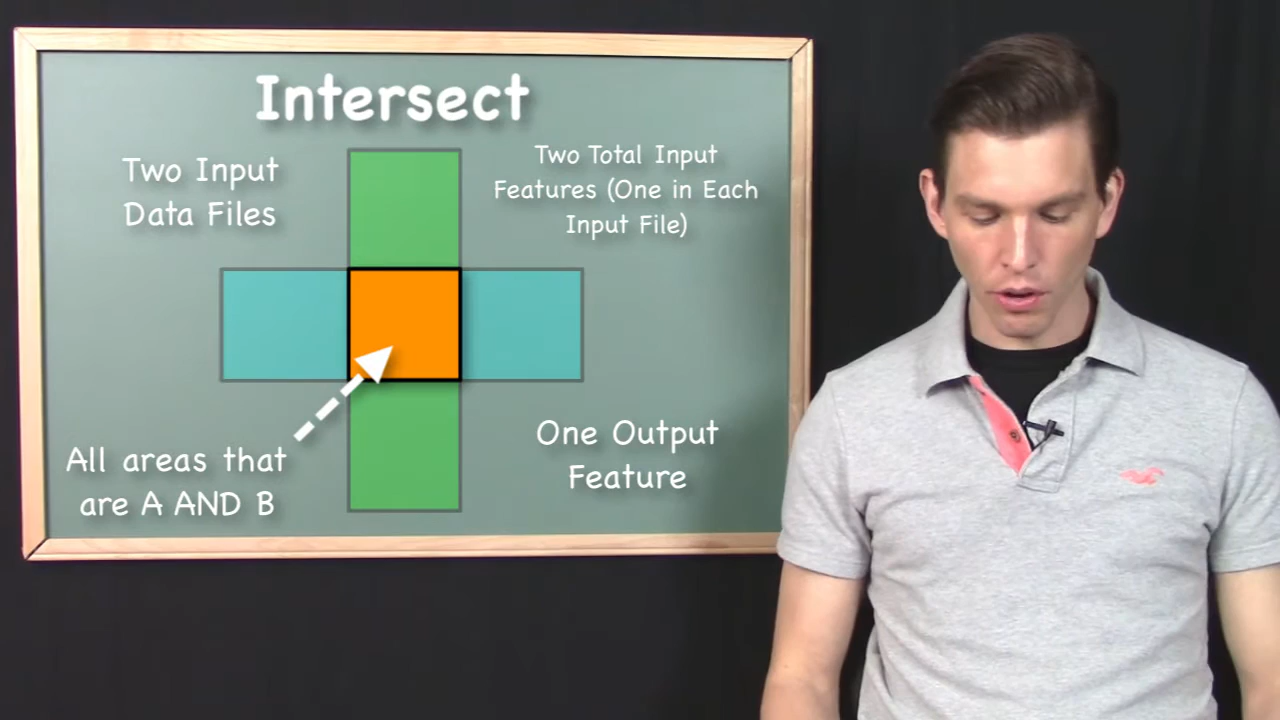 Intersect
Two Input
Data Files
Two Total Input
Features (One in Each
Input File)
All areas that
are A AND B
One Output
Feature